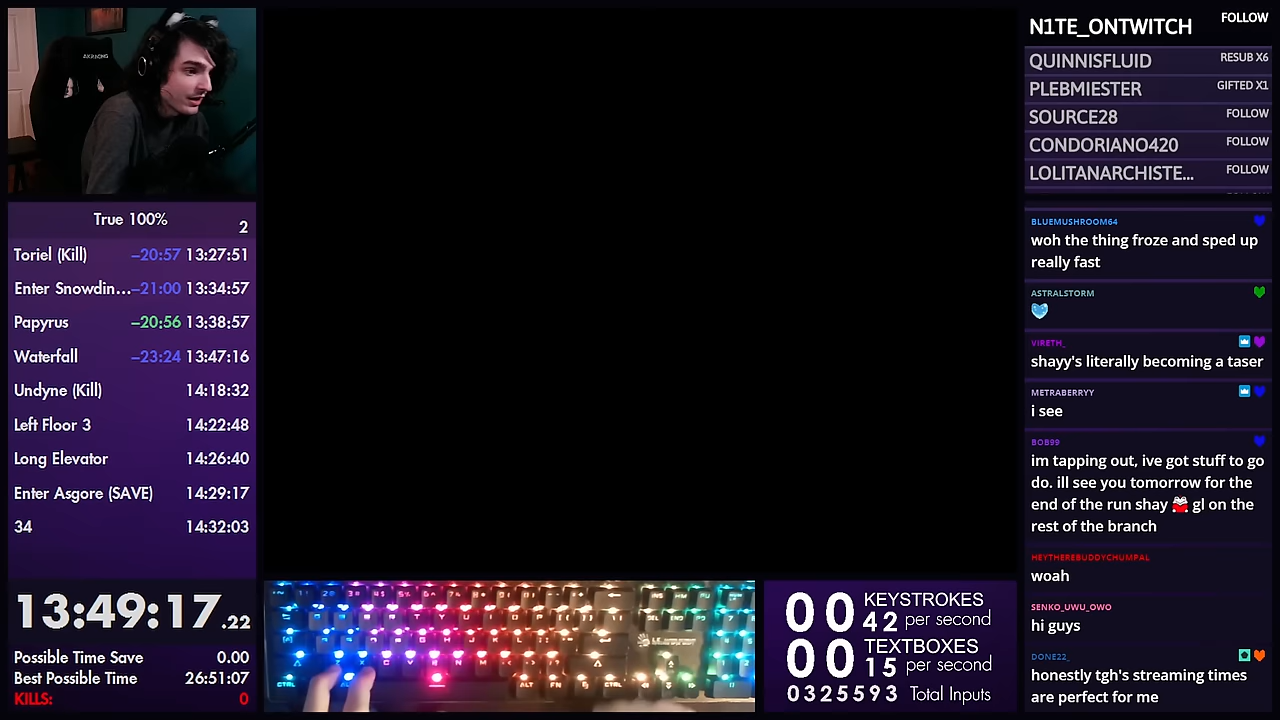 AKRACING
True 100%
2
Toriel (Kill) –20:57 13:27:51
Enter Snowdin... –21:00 13:34:57
Papyrus –20:56 13:38:57
Waterfall –23:24 13:47:16
Undyne (Kill) 14:18:32
Left Floor 3 14:22:48
Long Elevator 14:26:40
Enter Asgore (SAVE) 14:29:17
34 14:32:03
13:49:17.22
Possible Time Save 0.00
Best Possible Time 26:51:07
KILLS: 0
CTRL
ALT
FN
CTRL
00 KEYSTROKES
42 per second
00 TEXTBOXES
15 per second
0325593 Total Inputs
N1TE_ONTWITCH FOLLOW
QUINNISFLUID RESUB X6
PLEBMIESTER GIFTED X1
SOURCE28 FOLLOW
CONDORIANO420 FOLLOW
LOLITANARCHISTE... FOLLOW
BLUEMUSHROOM64
woh the thing froze and sped up
really fast
ASTRALSTORM
VIRETH_
shayy's literally becoming a taser
METRABERRYY
i see
BOB99
im tapping out, ive got stuff to go
do. ill see you tomorrow for the
end of the run shay gl on the
rest of the branch
HEYTHEREBUDDYCHUMPAL
woah
SENKO_UWU_OWO
hi guys
DONE22_
honestly tgh's streaming times
are perfect for me